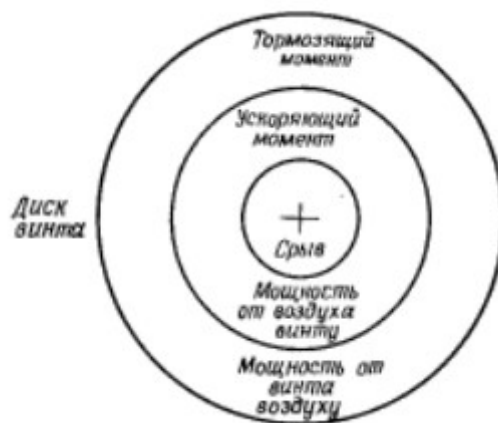 Тормозящий
момент
Ускоряющий
момент
Диск
винта
Срыв
Мощность
от воздуха
винту
Мощность от
винта
воздуху